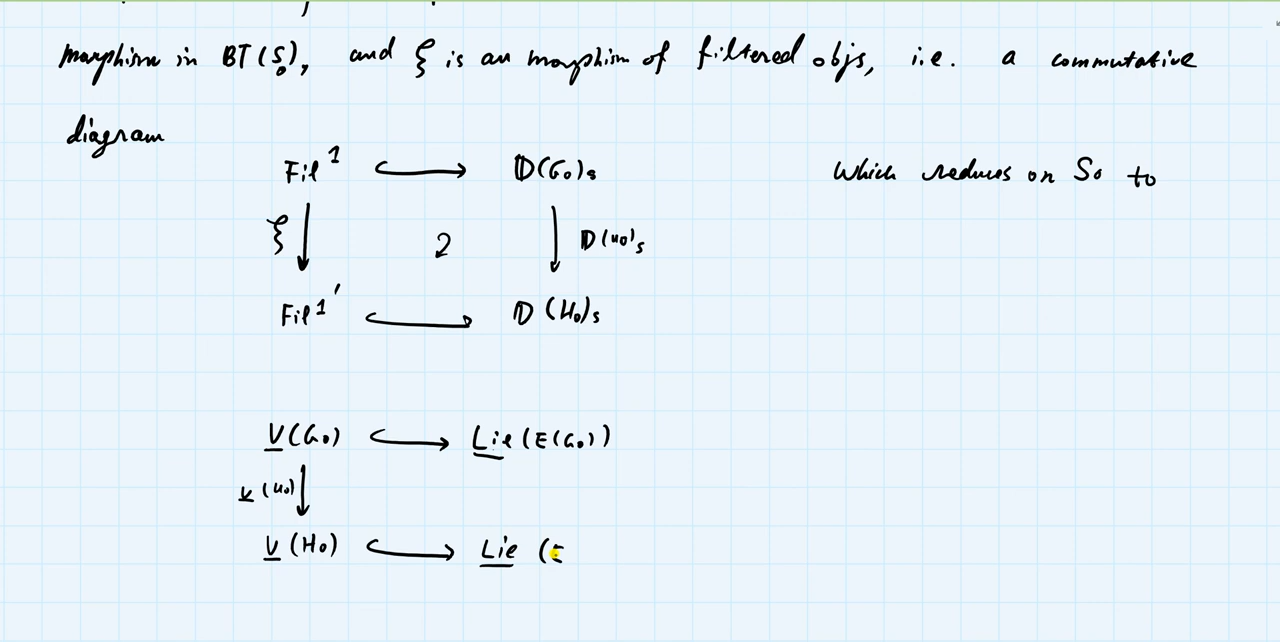 morphism in BT(S₀), and ξ is an morphism of filtered objs, i.e. a commutative
diagram
Fil¹ ↪ 𝔻(G₀)ₛ which reduces on S₀ to
ξ ↓ 2 ↓ 𝔻(u₀)ₛ
Fil¹′ ↪ 𝔻(H₀)ₛ
V(G₀) ↪ Lie(E(G₀))
V(u₀) ↓
V(H₀) ↪ Lie (E